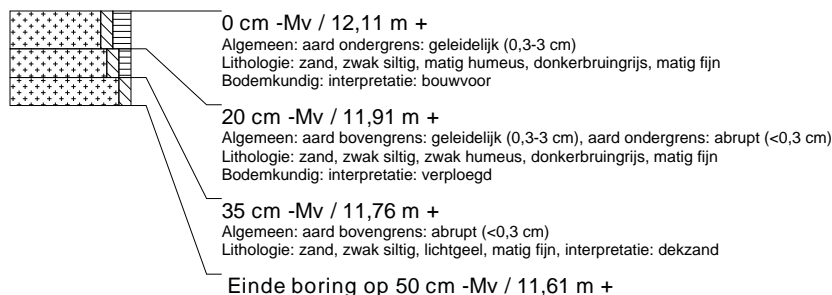 0 cm -Mv / 12,11 m +
Algemeen: aard ondergrens: geleidelijk (0,3-3 cm)
Lithologie: zand, zwak siltig, matig humeus, donkerbruingrijs, matig fijn
Bodemkundig: interpretatie: bouwvoor
20 cm -Mv / 11,91 m +
Algemeen: aard bovengrens: geleidelijk (0,3-3 cm), aard ondergrens: abrupt (<0,3 cm)
Lithologie: zand, zwak siltig, zwak humeus, donkerbruingrijs, matig fijn
Bodemkundig: interpretatie: verploegd
35 cm -Mv / 11,76 m +
Algemeen: aard bovengrens: abrupt (<0,3 cm)
Lithologie: zand, zwak siltig, lichtgeel, matig fijn, interpretatie: dekzand
Einde boring op 50 cm -Mv / 11,61 m +